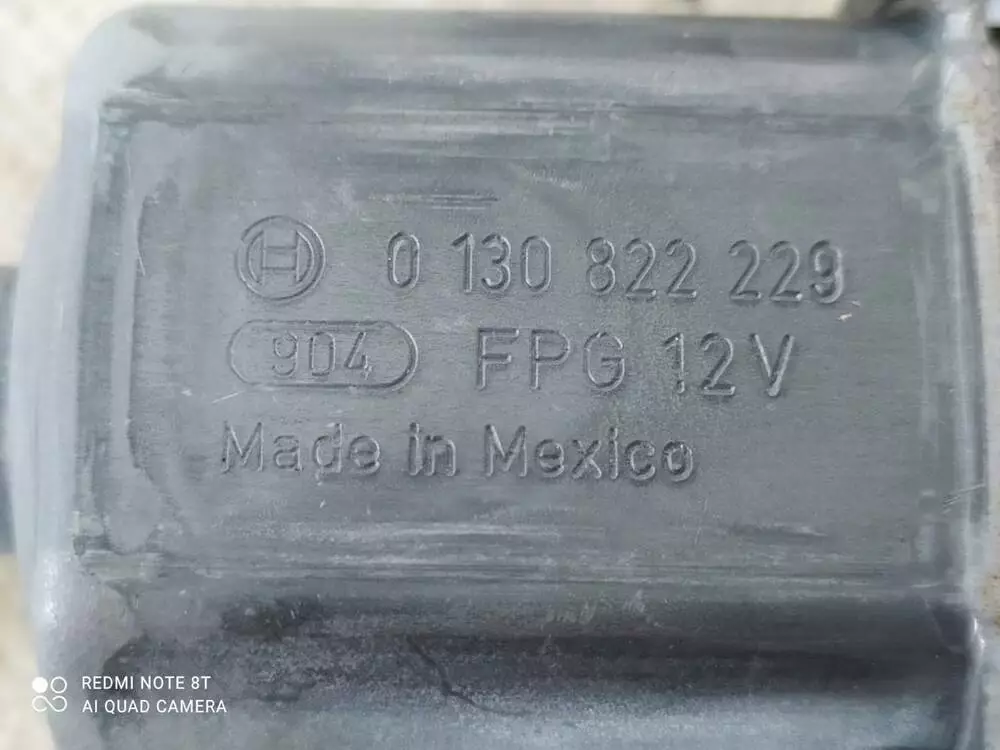 0 130 822 229
904 FPG 12V
Made in Mexico
REDMI NOTE 8T
AI QUAD CAMERA